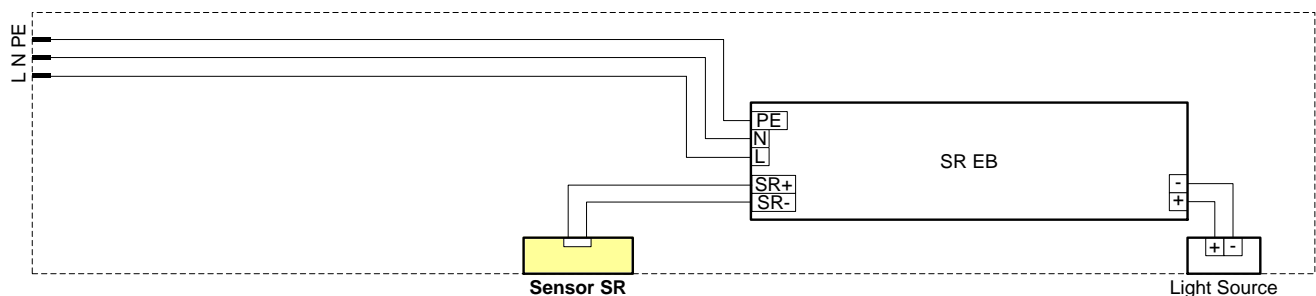 L N PE
PE
N
L
SR EB
SR+
SR-
-
+
+ -
Sensor SR
Light Source